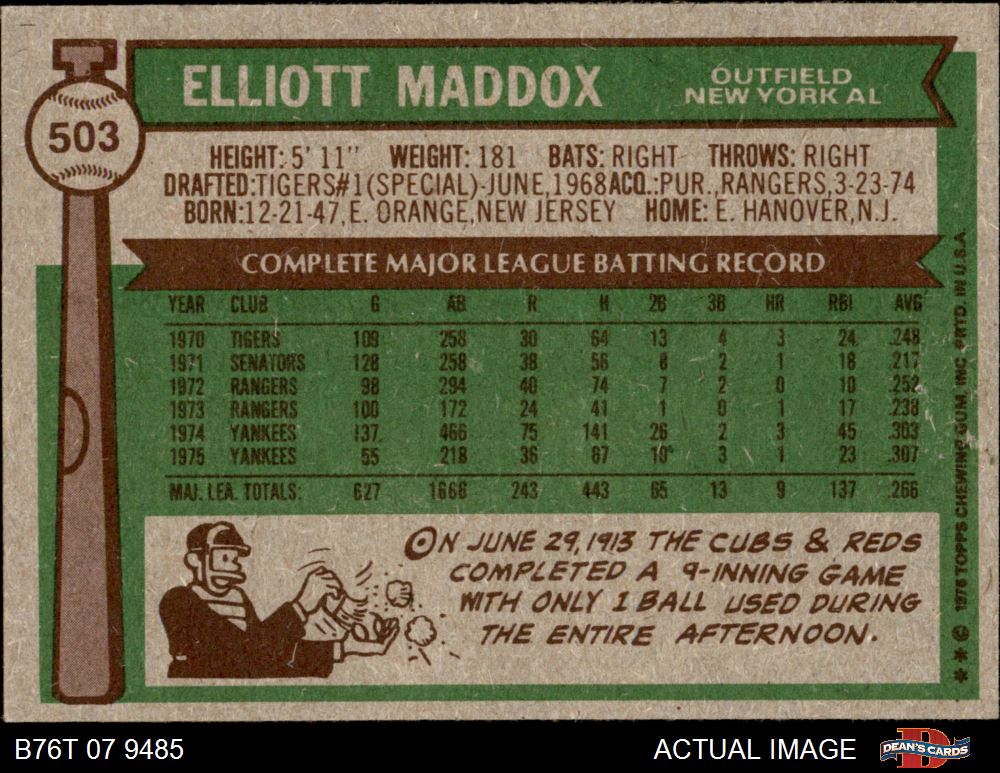 503
ELLIOTT MADDOX
OUTFIELD
NEW YORK AL
HEIGHT: 5' 11" WEIGHT: 181 BATS: RIGHT THROWS: RIGHT
DRAFTED:TIGERS#1(SPECIAL)-JUNE,1968 ACQ.:PUR.,RANGERS,3-23-74
BORN:12-21-47,E. ORANGE,NEW JERSEY HOME: E. HANOVER,N.J.
COMPLETE MAJOR LEAGUE BATTING RECORD
YEAR CLUB G AB R H 2B 3B HR RBI AVG
1970 TIGERS 109 258 30 64 13 4 3 24 .248
1971 SENATORS 128 258 38 56 8 2 1 18 .217
1972 RANGERS 98 294 40 74 7 2 0 10 .252
1973 RANGERS 100 172 24 41 1 0 1 17 .238
1974 YANKEES 137 466 75 141 26 2 3 45 .303
1975 YANKEES 55 218 36 67 10 3 1 23 .307
MAJ. LEA. TOTALS: 627 1666 243 443 65 13 9 137 .266
ON JUNE 29, 1913 THE CUBS & REDS
COMPLETED A 9-INNING GAME
WITH ONLY 1 BALL USED DURING
THE ENTIRE AFTERNOON.
* * © 1976 TOPPS CHEWING GUM, INC. PRTD. IN U.S.A.
B76T 07 9485
ACTUAL IMAGE
D
DEAN'S CARDS